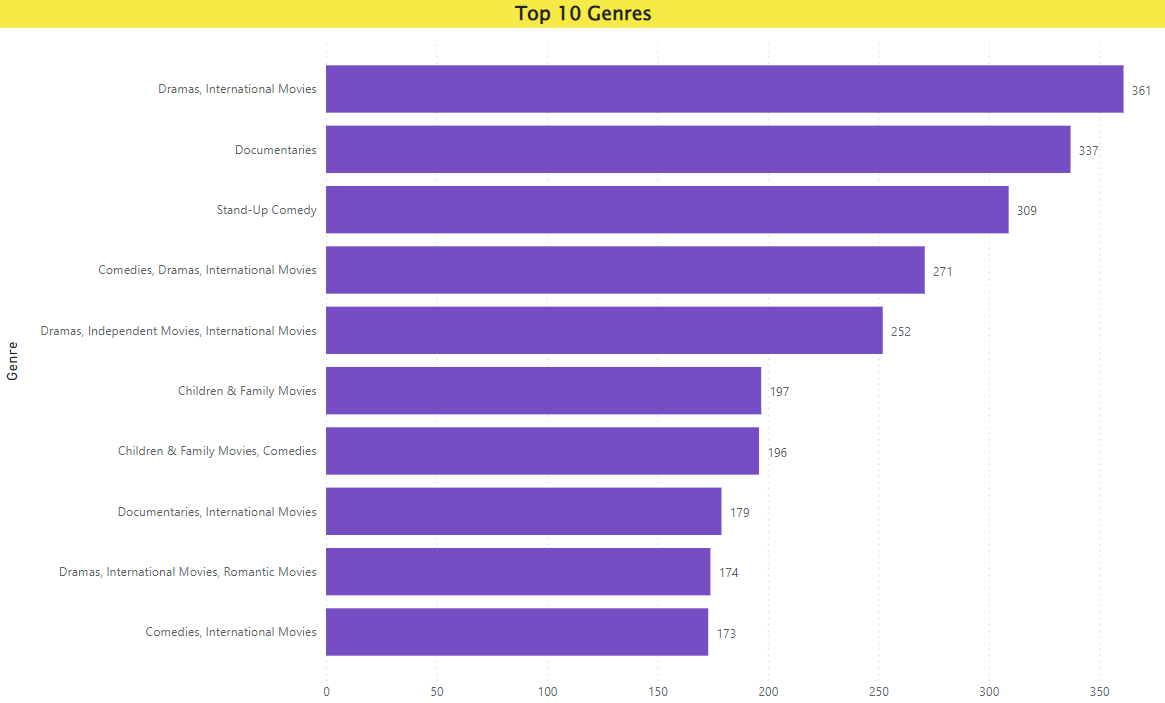 Top 10 Genres
Genre
Dramas, International Movies 361
Documentaries 337
Stand-Up Comedy 309
Comedies, Dramas, International Movies 271
Dramas, Independent Movies, International Movies 252
Children & Family Movies 197
Children & Family Movies, Comedies 196
Documentaries, International Movies 179
Dramas, International Movies, Romantic Movies 174
Comedies, International Movies 173
0 50 100 150 200 250 300 350